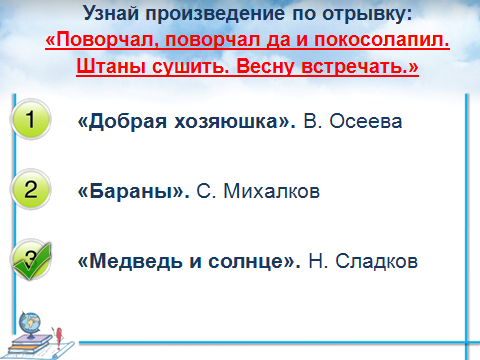 Узнай произведение по отрывку:
«Поворчал, поворчал да и покосолапил.
Штаны сушить. Весну встречать.»
1 «Добрая хозяюшка». В. Осеева
2 «Бараны». С. Михалков
3 «Медведь и солнце». Н. Сладков